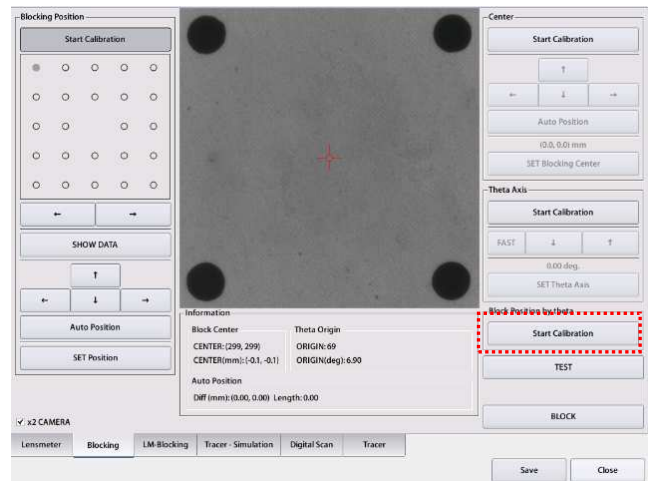 Blocking Position
Start Calibration
←
→
SHOW DATA
↑
←
↓
→
Auto Position
SET Position
x2 CAMERA
Information
Block Center
Theta Origin
CENTER: (299, 299)
ORIGIN: 69
CENTER(mm): (-0.1, -0.1)
ORIGIN(deg): 6.90
Auto Position
Diff (mm): (0.00, 0.00) Length: 0.00
Center
Start Calibration
↑
←
↓
→
Auto Position
(0.0, 0.0) mm
SET Blocking Center
Theta Axis
Start Calibration
FAST
↓
↑
0.00 deg.
SET Theta Axis
Block Position by theta
Start Calibration
TEST
BLOCK
Lensmeter
Blocking
LM-Blocking
Tracer - Simulation
Digital Scan
Tracer
Save
Close